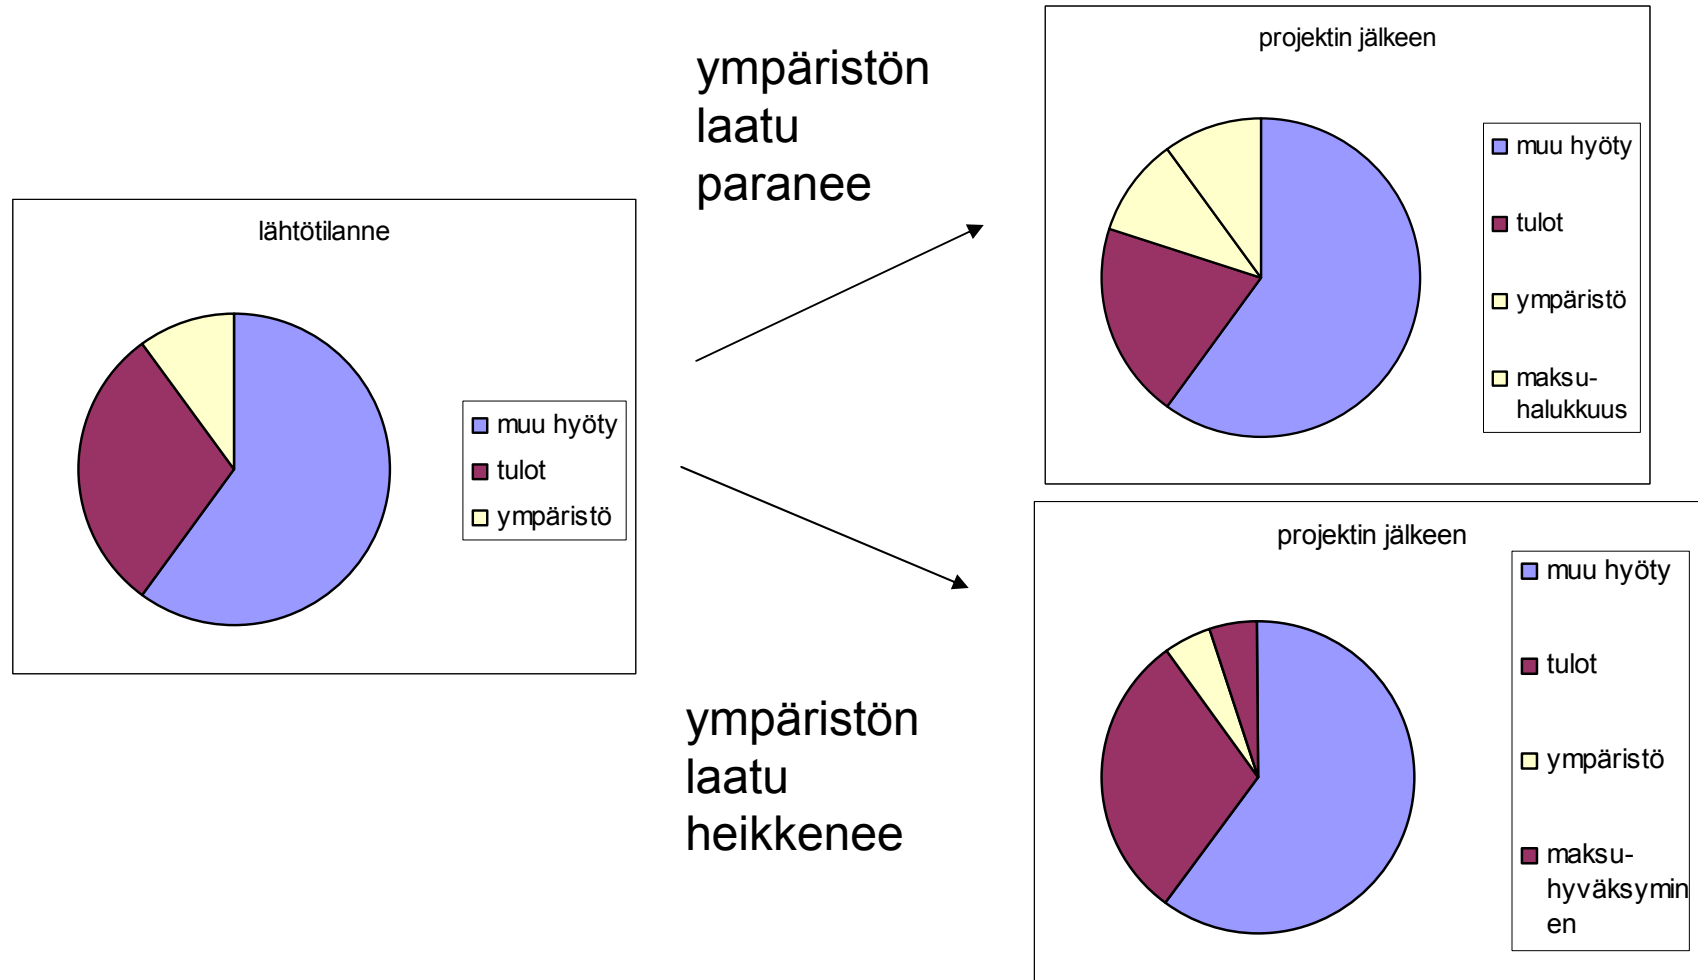 lähtötilanne
muu hyöty
tulot
ympäristö
ympäristön
laatu
paranee
projektin jälkeen
muu hyöty
tulot
ympäristö
maksu-
halukkuus
ympäristön
laatu
heikkenee
projektin jälkeen
muu hyöty
tulot
ympäristö
maksu-
hyväksymin
en